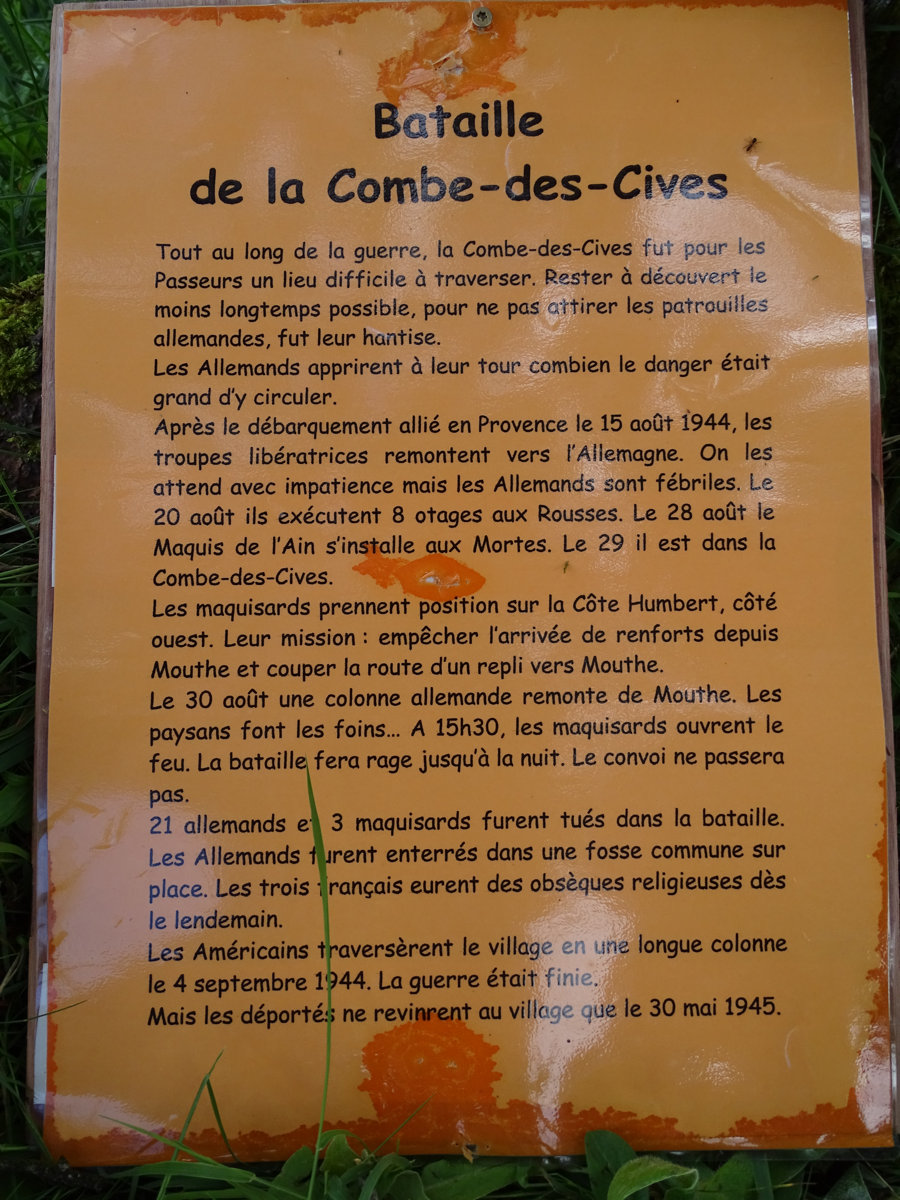 Bataille
de la Combe-des-Cives
Tout au long de la guerre, la Combe-des-Cives fut pour les
Passeurs un lieu difficile à traverser. Rester à découvert le
moins longtemps possible, pour ne pas attirer les patrouilles
allemandes, fut leur hantise.
Les Allemands apprirent à leur tour combien le danger était
grand d'y circuler.
Après le débarquement allié en Provence le 15 août 1944, les
troupes libératrices remontent vers l'Allemagne. On les
attend avec impatience mais les Allemands sont fébriles. Le
20 août ils exécutent 8 otages aux Rousses. Le 28 août le
Maquis de l'Ain s'installe aux Mortes. Le 29 il est dans la
Combe-des-Cives.
Les maquisards prennent position sur la Côte Humbert, côté
ouest. Leur mission : empêcher l'arrivée de renforts depuis
Mouthe et couper la route d'un repli vers Mouthe.
Le 30 août une colonne allemande remonte de Mouthe. Les
paysans font les foins... A 15h30, les maquisards ouvrent le
feu. La bataille fera rage jusqu'à la nuit. Le convoi ne passera
pas.
21 allemands et 3 maquisards furent tués dans la bataille.
Les Allemands furent enterrés dans une fosse commune sur
place. Les trois français eurent des obsèques religieuses dès
le lendemain.
Les Américains traversèrent le village en une longue colonne
le 4 septembre 1944. La guerre était finie.
Mais les déportés ne revinrent au village que le 30 mai 1945.